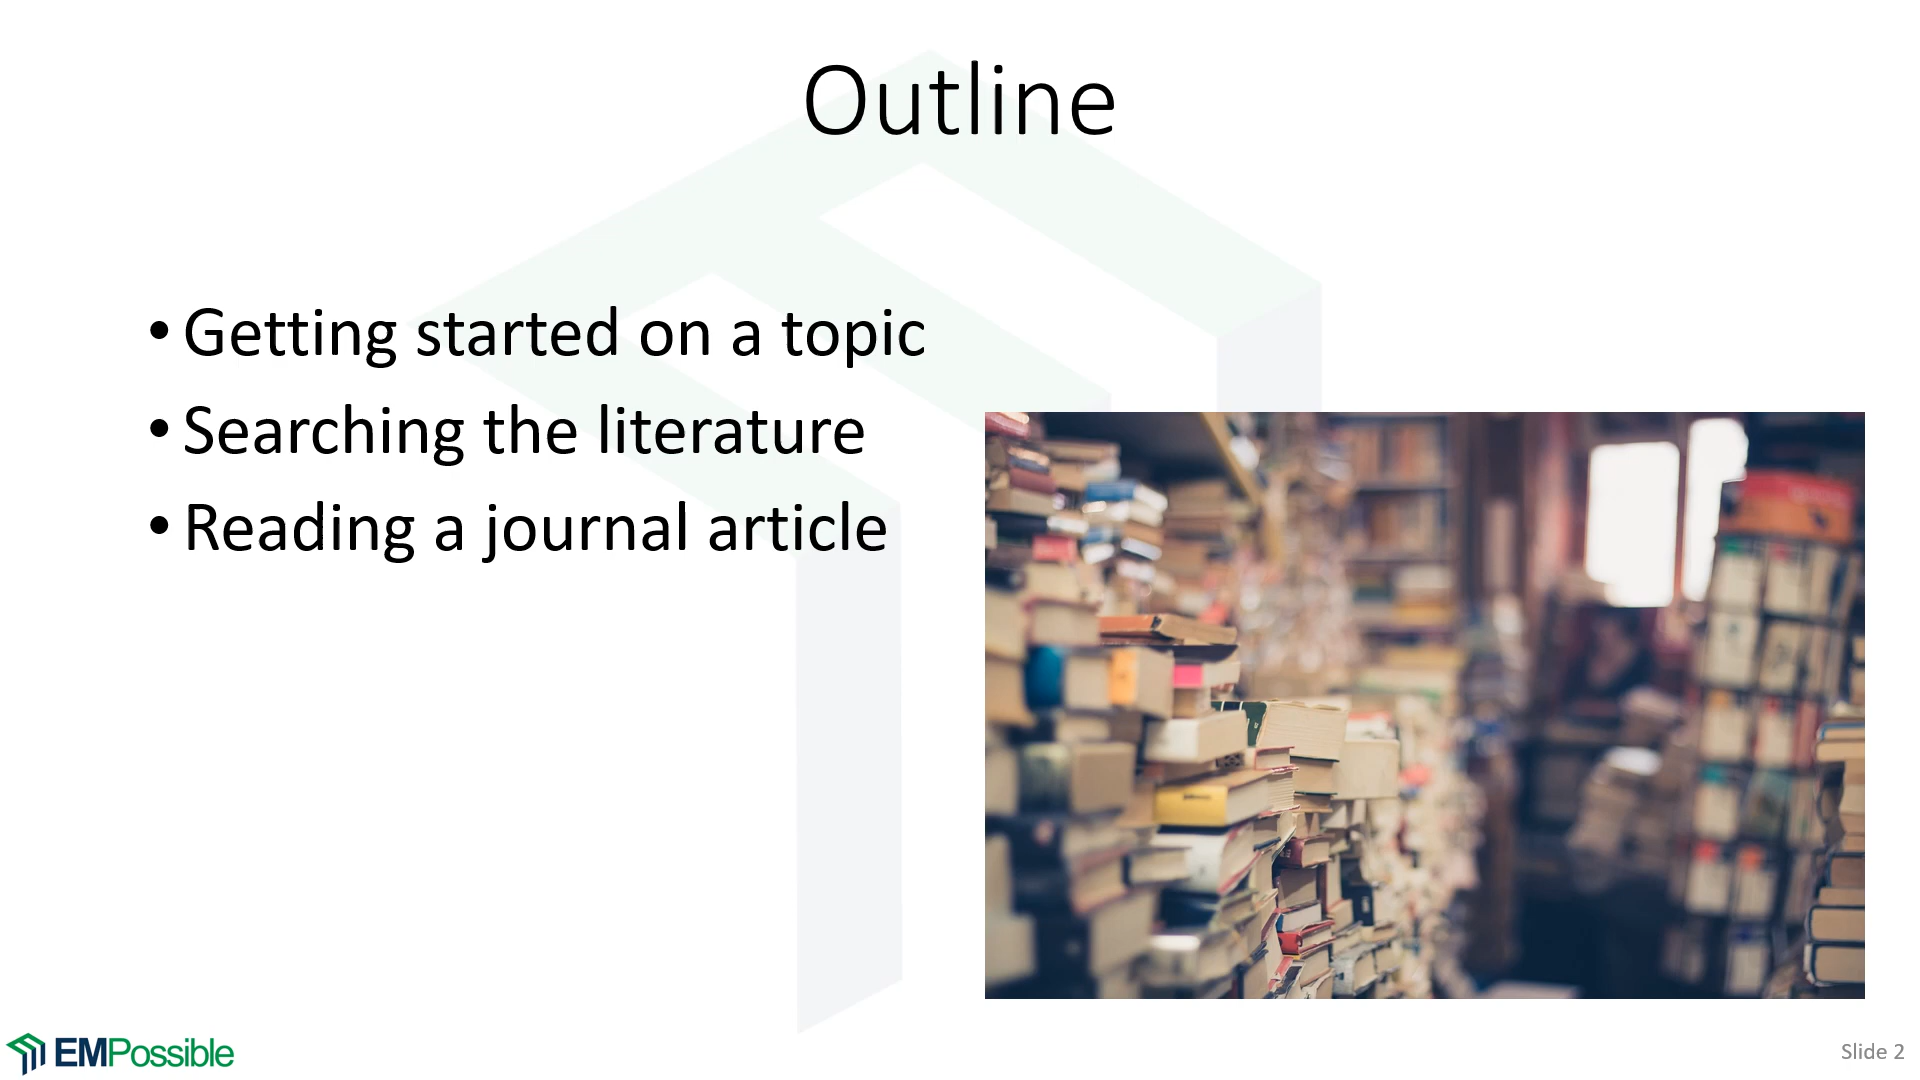 Outline
• Getting started on a topic
• Searching the literature
• Reading a journal article
EMPossible
Slide 2